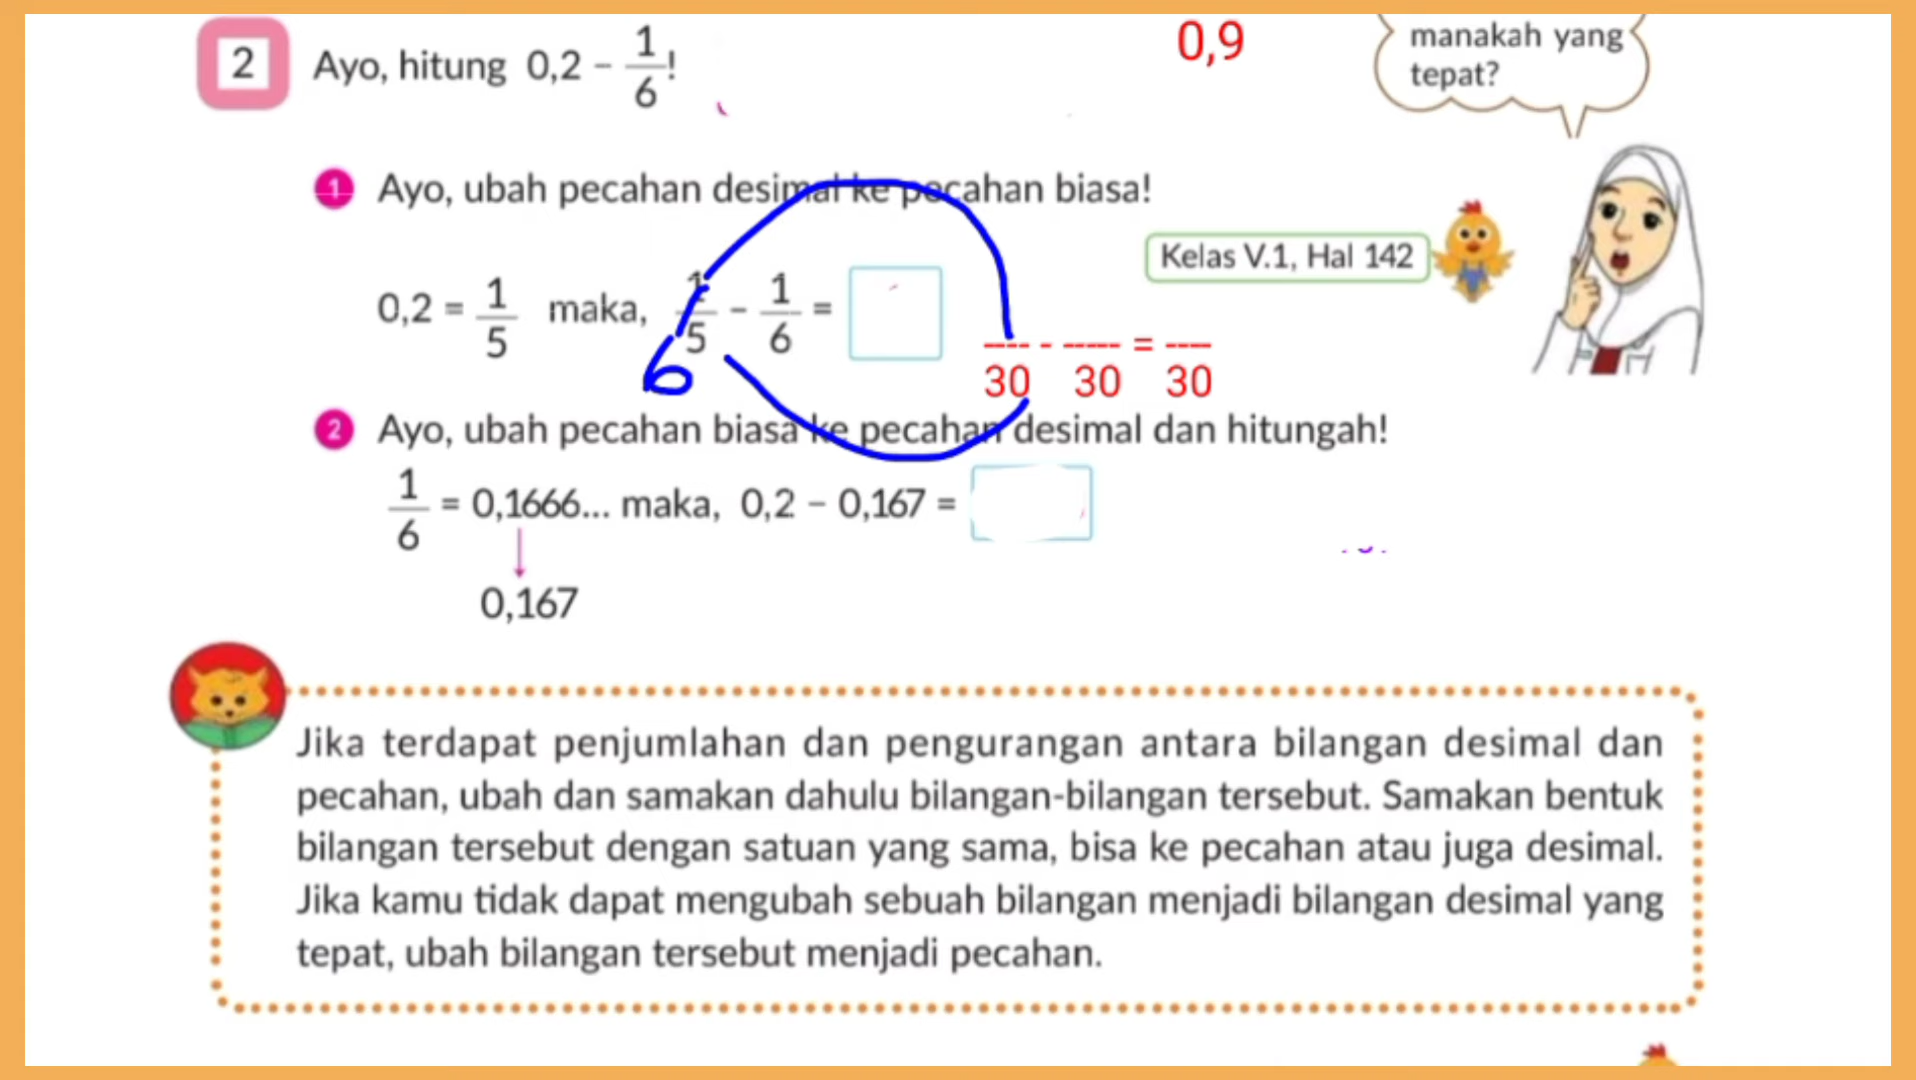 0,9
manakah yang
tepat?
2 Ayo, hitung 0,2 - 1/6!
1 Ayo, ubah pecahan desimal ke pecahan biasa!
Kelas V.1, Hal 142
0,2 = 1/5 maka, 1/5 - 1/6 =
6
---- - ----- = ----
30 30 30
2 Ayo, ubah pecahan biasa ke pecahan desimal dan hitungah!
1/6 = 0,1666... maka, 0,2 - 0,167 =
0,167
Jika terdapat penjumlahan dan pengurangan antara bilangan desimal dan
pecahan, ubah dan samakan dahulu bilangan-bilangan tersebut. Samakan bentuk
bilangan tersebut dengan satuan yang sama, bisa ke pecahan atau juga desimal.
Jika kamu tidak dapat mengubah sebuah bilangan menjadi bilangan desimal yang
tepat, ubah bilangan tersebut menjadi pecahan.